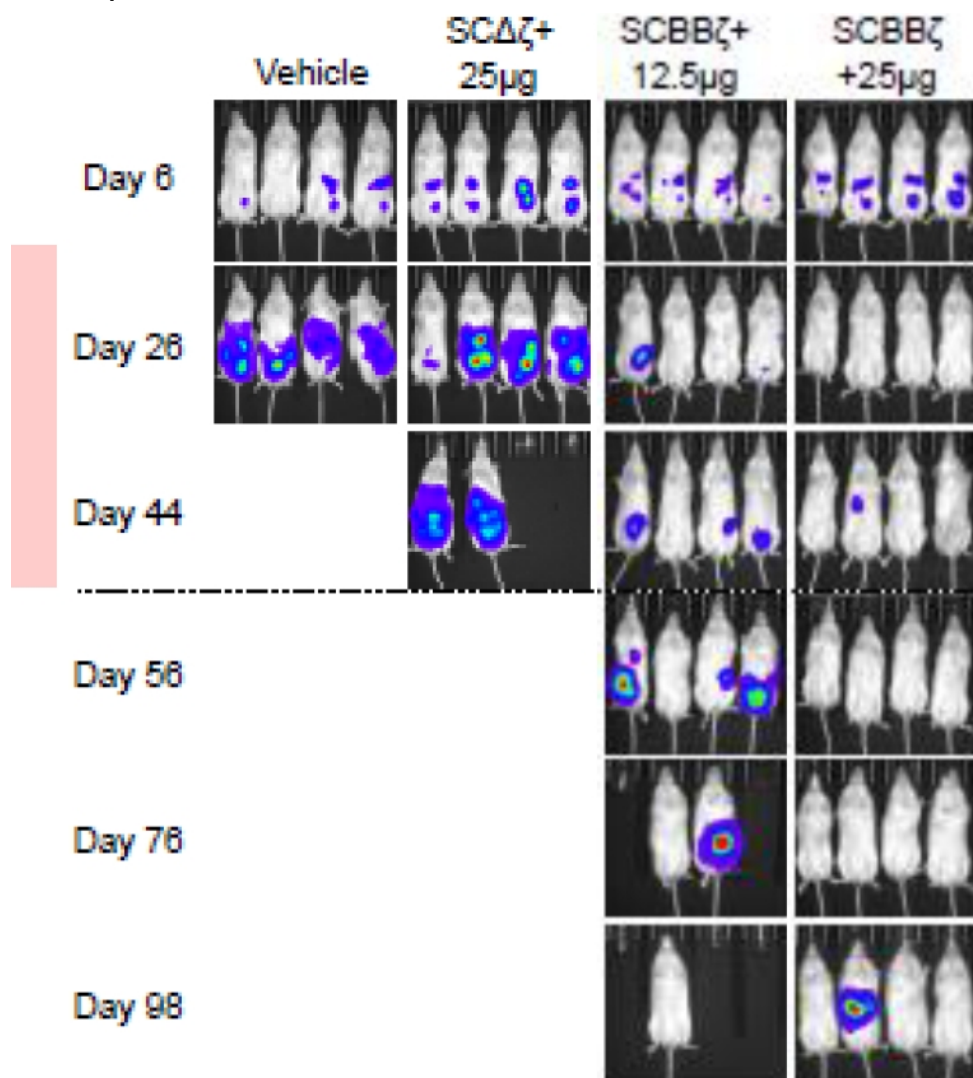 SCΔζ+ SCBBζ+ SCBBζ
Vehicle 25µg 12.5µg +25µg
Day 6
Day 26
Day 44
Day 56
Day 76
Day 98